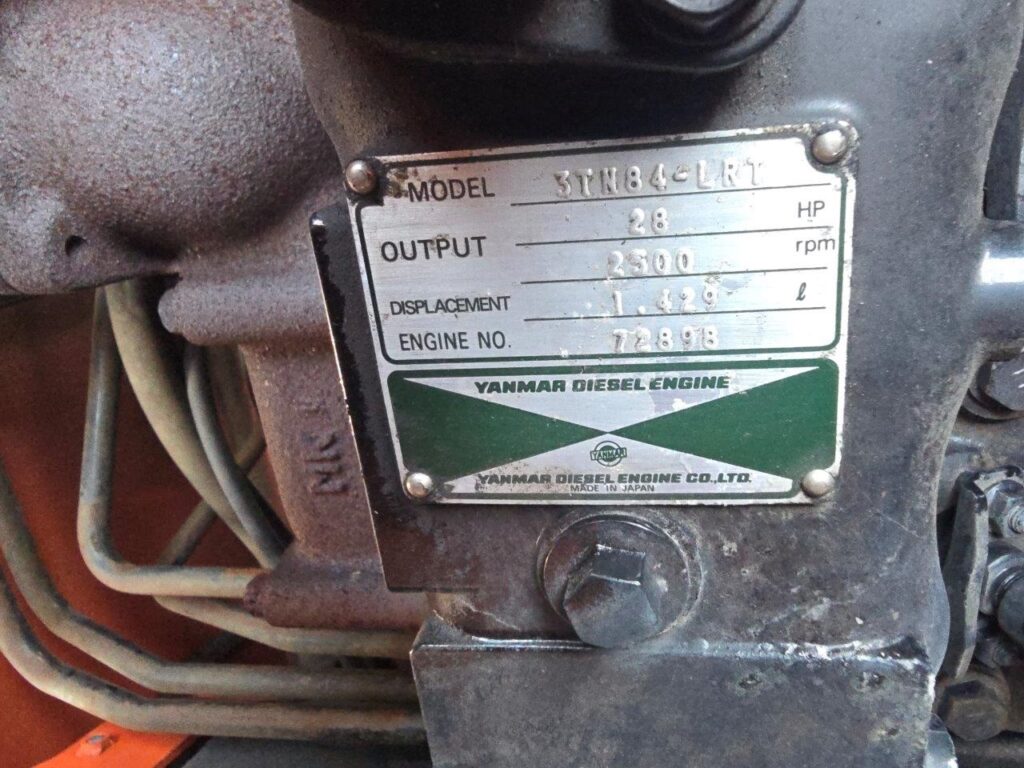 MODEL 3TN84-LRT
28 HP
OUTPUT rpm
2500
DISPLACEMENT 1.429 ℓ
ENGINE NO. 72898
YANMAR DIESEL ENGINE
YANMAR
YANMAR DIESEL ENGINE CO.,LTD.
MADE IN JAPAN